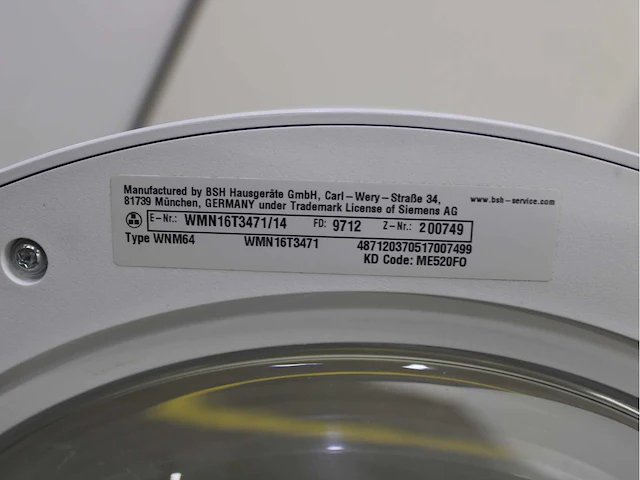 Manufactured by BSH Hausgeräte GmbH, Carl-Wery-Straße 34,
81739 München, GERMANY under Trademark License of Siemens AG
www.bsh-service.com
E-Nr.: WMN16T3471/14 FD: 9712 Z-Nr.: 200749
Type WNM64 WMN16T3471 487120370517007499
KD Code: ME520FO